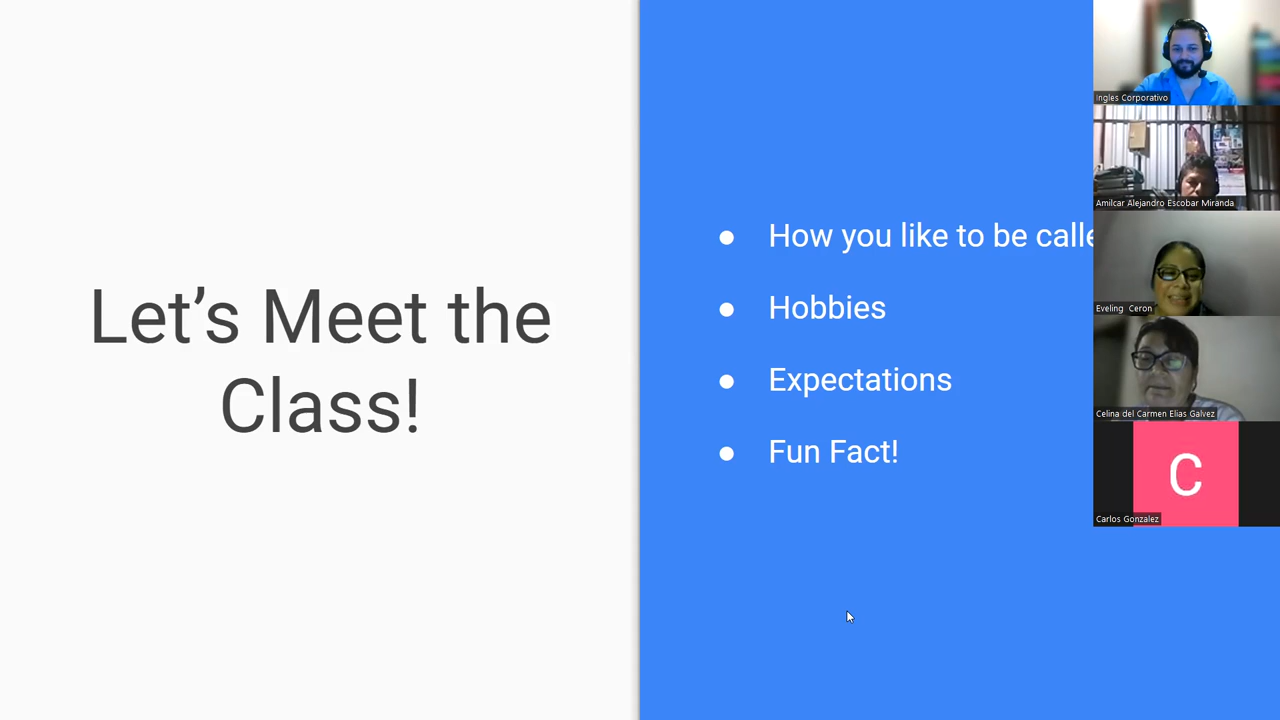 Let’s Meet the
Class!
How you like to be calle
Hobbies
Expectations
Fun Fact!
Ingles Corporativo
Amilcar Alejandro Escobar Miranda
Eveling Ceron
Celina del Carmen Elias Galvez
C
Carlos Gonzalez